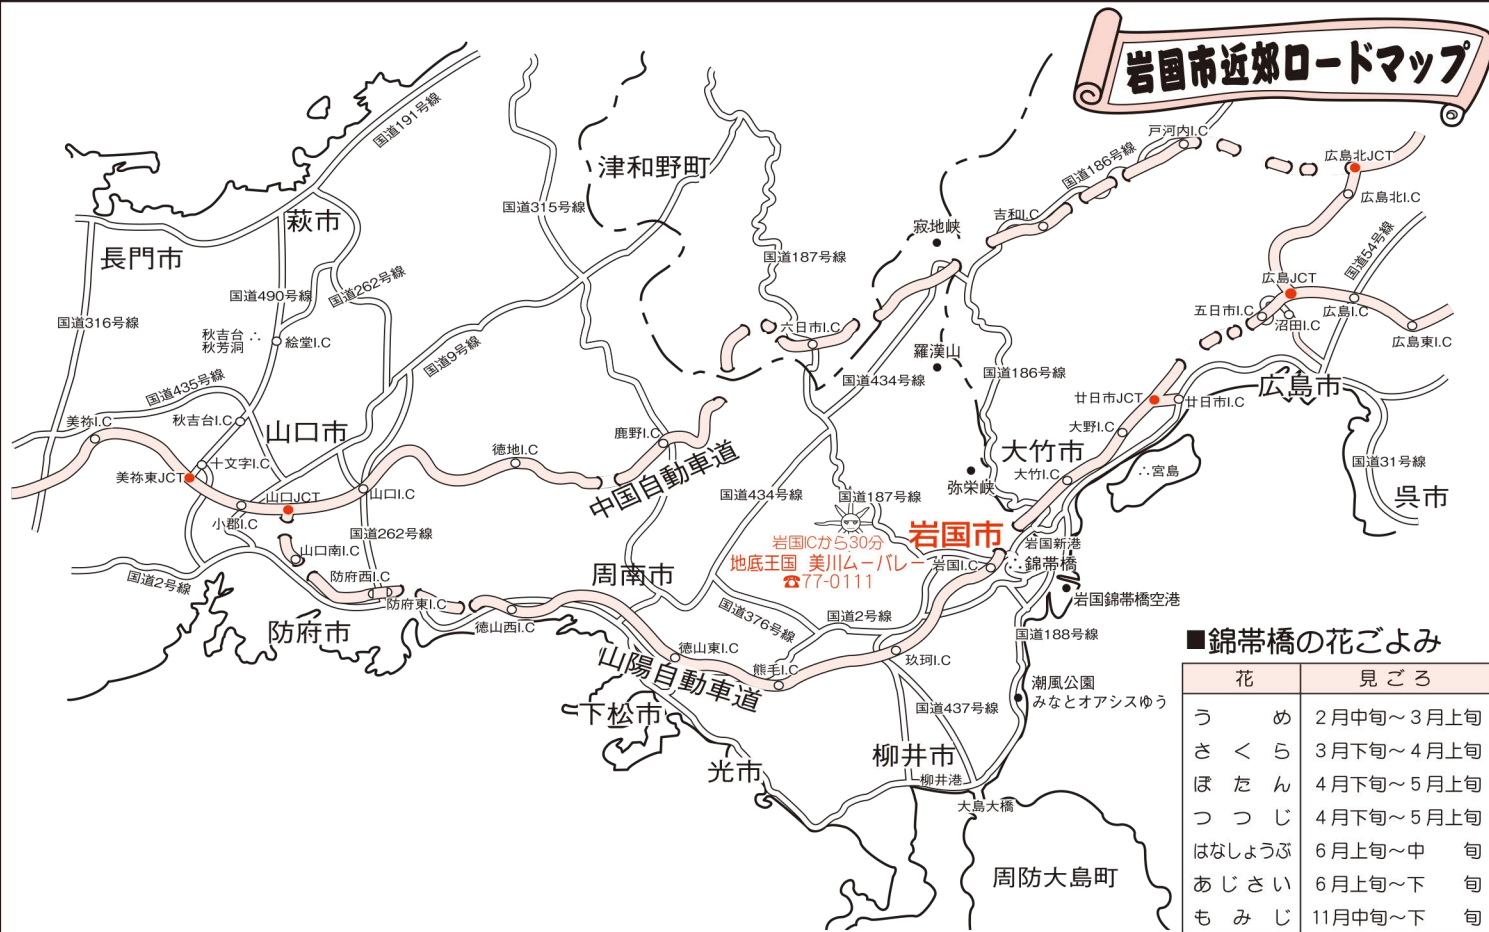 岩国市近郊ロードマップ
国道191号線
戸河内I.C
広島北JCT
国道186号線
津和野町
広島北I.C
国道315号線
萩市
吉和I.C
寂地峡
国道54号線
長門市
国道187号線
広島JCT
国道262号線
国道490号線
五日市I.C
沼田I.C
広島I.C
国道316号線
秋吉台
秋芳洞
絵堂I.C
六日市I.C
広島東I.C
国道9号線
羅漢山
国道434号線
国道186号線
広島市
国道435号線
廿日市JCT
廿日市I.C
美祢I.C
秋吉台I.C
山口市
鹿野I.C
大野I.C
徳地I.C
大竹市
十文字I.C
美祢東JCT
中国自動車道
大竹I.C
宮島
国道31号線
弥栄峡
山口JCT
山口I.C
国道434号線
国道187号線
呉市
小郡I.C
国道262号線
岩国市
岩国ICから30分
地底王国 美川ムーバレー
☎77-0111
岩国新港
山口南I.C
岩国I.C
錦帯橋
国道2号線
防府西I.C
周南市
防府東I.C
岩国錦帯橋空港
国道376号線
国道2号線
徳山西I.C
防府市
国道188号線
徳山東I.C
玖珂I.C
山陽自動車道
熊毛I.C
潮風公園
みなとオアシスゆう
下松市
国道437号線
柳井市
光市
柳井港
大島大橋
周防大島町
■錦帯橋の花ごよみ
花 見ごろ
うめ 2月中旬～3月上旬
さくら 3月下旬～4月上旬
ぼたん 4月下旬～5月上旬
つつじ 4月下旬～5月上旬
はなしょうぶ 6月上旬～中旬
あじさい 6月上旬～下旬
もみじ 11月中旬～下旬